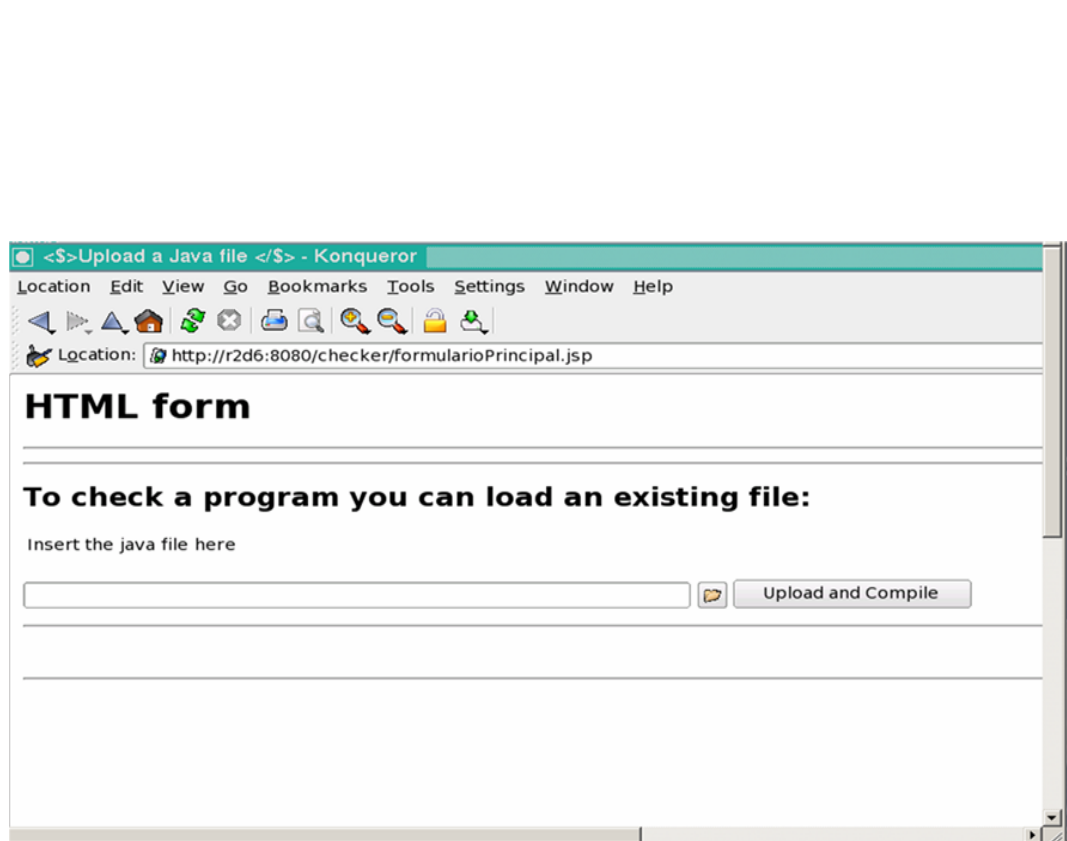 <$>Upload a Java file </$> - Konqueror
Location Edit View Go Bookmarks Tools Settings Window Help
Location: http://r2d6:8080/checker/formularioPrincipal.jsp
HTML form
To check a program you can load an existing file:
Insert the java file here
Upload and Compile